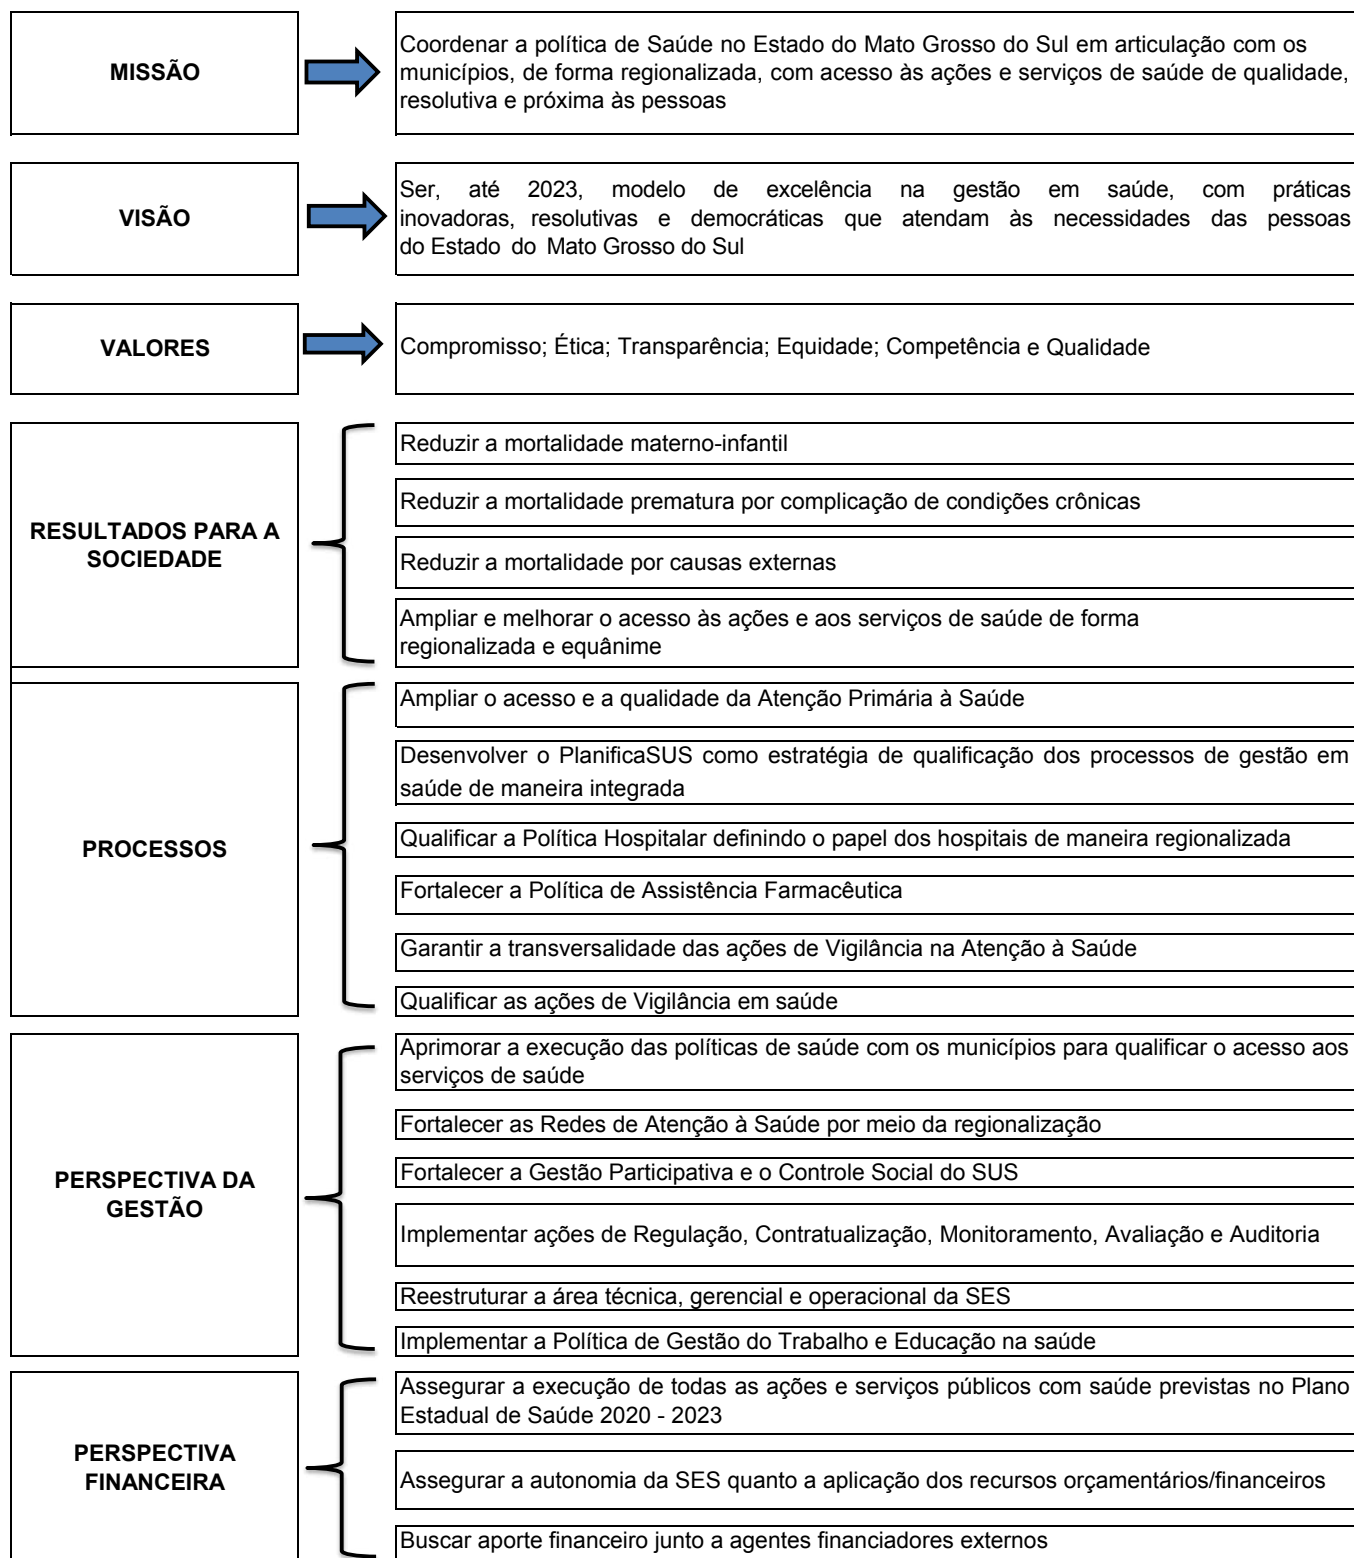 MISSÃO
Coordenar a política de Saúde no Estado do Mato Grosso do Sul em articulação com os
municípios, de forma regionalizada, com acesso às ações e serviços de saúde de qualidade,
resolutiva e próxima às pessoas
VISÃO
Ser, até 2023, modelo de excelência na gestão em saúde, com práticas
inovadoras, resolutivas e democráticas que atendam às necessidades das pessoas
do Estado do Mato Grosso do Sul
VALORES
Compromisso; Ética; Transparência; Equidade; Competência e Qualidade
RESULTADOS PARA A
SOCIEDADE
Reduzir a mortalidade materno-infantil
Reduzir a mortalidade prematura por complicação de condições crônicas
Reduzir a mortalidade por causas externas
Ampliar e melhorar o acesso às ações e aos serviços de saúde de forma
regionalizada e equânime
PROCESSOS
Ampliar o acesso e a qualidade da Atenção Primária à Saúde
Desenvolver o PlanificaSUS como estratégia de qualificação dos processos de gestão em
saúde de maneira integrada
Qualificar a Política Hospitalar definindo o papel dos hospitais de maneira regionalizada
Fortalecer a Política de Assistência Farmacêutica
Garantir a transversalidade das ações de Vigilância na Atenção à Saúde
Qualificar as ações de Vigilância em saúde
PERSPECTIVA DA
GESTÃO
Aprimorar a execução das políticas de saúde com os municípios para qualificar o acesso aos
serviços de saúde
Fortalecer as Redes de Atenção à Saúde por meio da regionalização
Fortalecer a Gestão Participativa e o Controle Social do SUS
Implementar ações de Regulação, Contratualização, Monitoramento, Avaliação e Auditoria
Reestruturar a área técnica, gerencial e operacional da SES
Implementar a Política de Gestão do Trabalho e Educação na saúde
PERSPECTIVA
FINANCEIRA
Assegurar a execução de todas as ações e serviços públicos com saúde previstas no Plano
Estadual de Saúde 2020 - 2023
Assegurar a autonomia da SES quanto a aplicação dos recursos orçamentários/financeiros
Buscar aporte financeiro junto a agentes financiadores externos